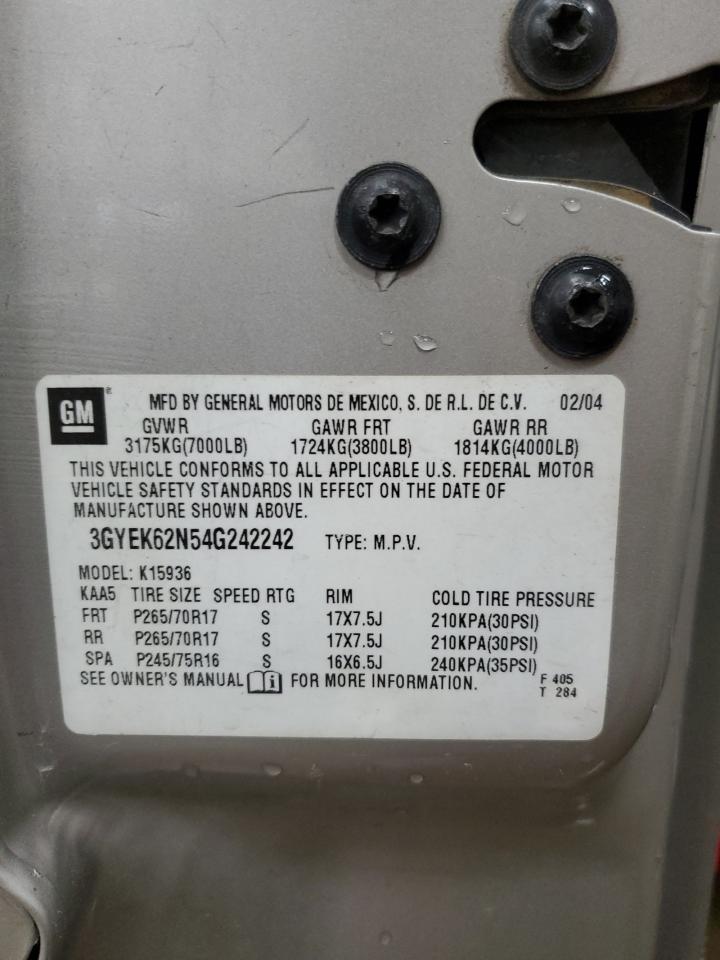 GM ® MFD BY GENERAL MOTORS DE MEXICO, S. DE R.L. DE C.V. 02/04
GVWR GAWR FRT GAWR RR
3175KG(7000LB) 1724KG(3800LB) 1814KG(4000LB)
THIS VEHICLE CONFORMS TO ALL APPLICABLE U.S. FEDERAL MOTOR
VEHICLE SAFETY STANDARDS IN EFFECT ON THE DATE OF
MANUFACTURE SHOWN ABOVE.
3GYEK62N54G242242 TYPE: M.P.V.
MODEL: K15936
KAA5 TIRE SIZE SPEED RTG RIM COLD TIRE PRESSURE
FRT P265/70R17 S 17X7.5J 210KPA(30PSI)
RR P265/70R17 S 17X7.5J 210KPA(30PSI)
SPA P245/75R16 S 16X6.5J 240KPA(35PSI)
SEE OWNER'S MANUAL i FOR MORE INFORMATION. F 405
T 284